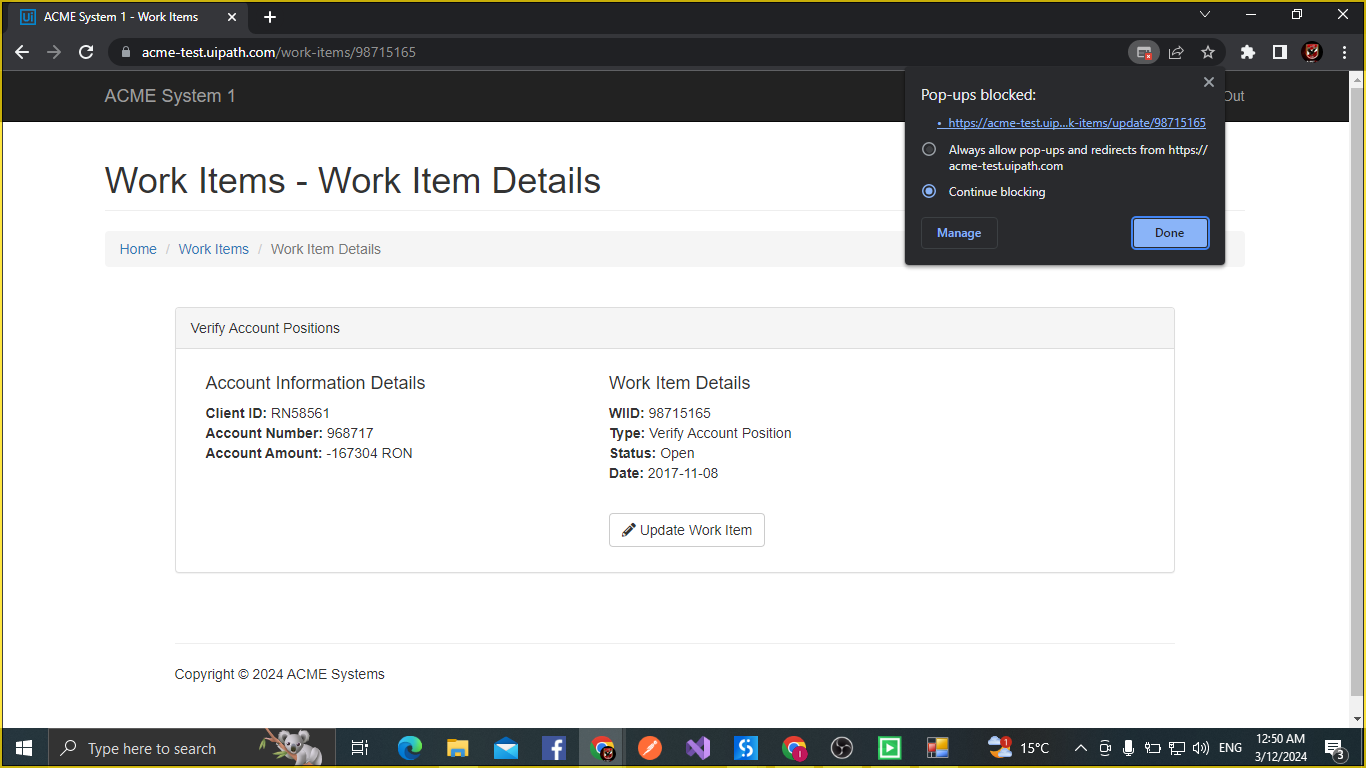 ACME System 1 - Work Items
acme-test.uipath.com/work-items/98715165
ACME System 1
Out
Pop-ups blocked:
• https://acme-test.uip...k-items/update/98715165
Always allow pop-ups and redirects from https://
acme-test.uipath.com
Continue blocking
Manage
Done
Work Items - Work Item Details
Home / Work Items / Work Item Details
Verify Account Positions
Account Information Details
Client ID: RN58561
Account Number: 968717
Account Amount: -167304 RON
Work Item Details
WIID: 98715165
Type: Verify Account Position
Status: Open
Date: 2017-11-08
Update Work Item
Copyright © 2024 ACME Systems
Type here to search
15°C
ENG
12:50 AM
3/12/2024
3